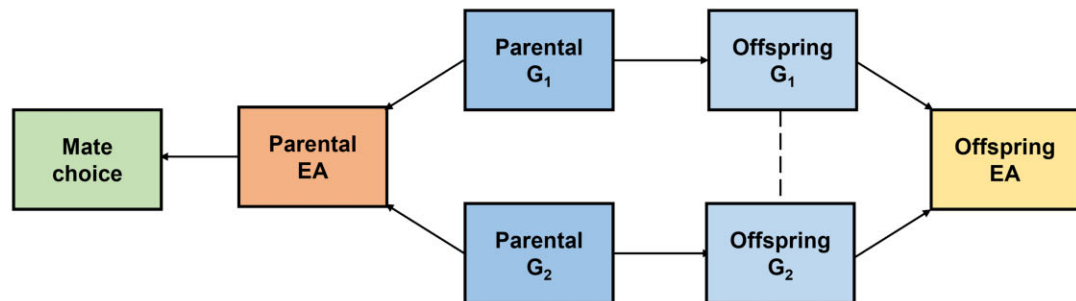 Mate
choice
Parental
EA
Parental
G₁
Offspring
G₁
Parental
G₂
Offspring
G₂
Offspring
EA